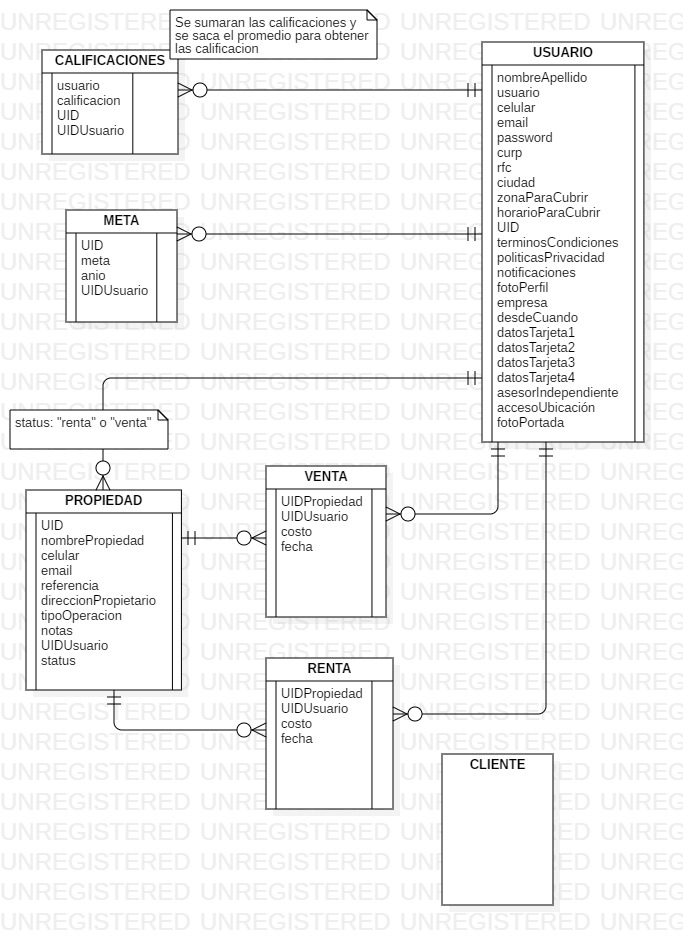 Se sumaran las calificaciones y
se saca el promedio para obtener
las calificacion
CALIFICACIONES
usuario
calificacion
UID
UIDUsuario
USUARIO
nombreApellido
usuario
celular
email
password
curp
rfc
ciudad
zonaParaCubrir
horarioParaCubrir
UID
terminosCondiciones
politicasPrivacidad
notificaciones
fotoPerfil
empresa
desdeCuando
datosTarjeta1
datosTarjeta2
datosTarjeta3
datosTarjeta4
asesorIndependiente
accesoUbicación
fotoPortada
META
UID
meta
anio
UIDUsuario
status: "renta" o "venta"
PROPIEDAD
UID
nombrePropiedad
celular
email
referencia
direccionPropietario
tipoOperacion
notas
UIDUsuario
status
VENTA
UIDPropiedad
UIDUsuario
costo
fecha
RENTA
UIDPropiedad
UIDUsuario
costo
fecha
CLIENTE
UNREGISTERED